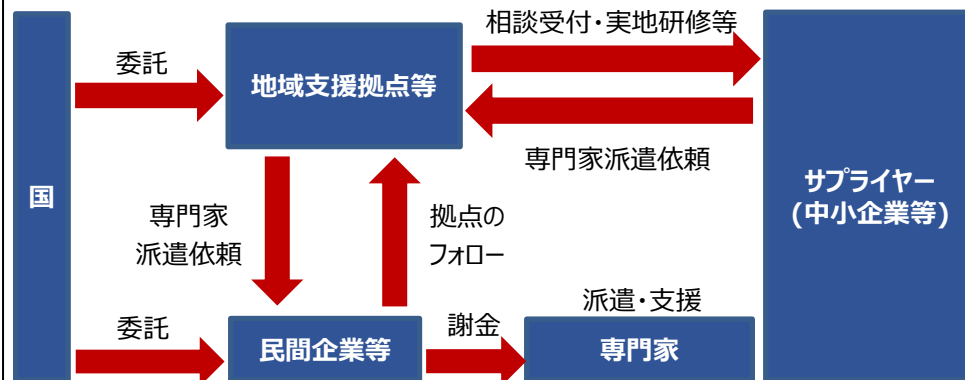 相談受付・実地研修等
委託
地域支援拠点等
専門家派遣依頼
国
サプライヤー
(中小企業等)
専門家
派遣依頼
拠点の
フォロー
派遣・支援
委託
謝金
民間企業等
専門家